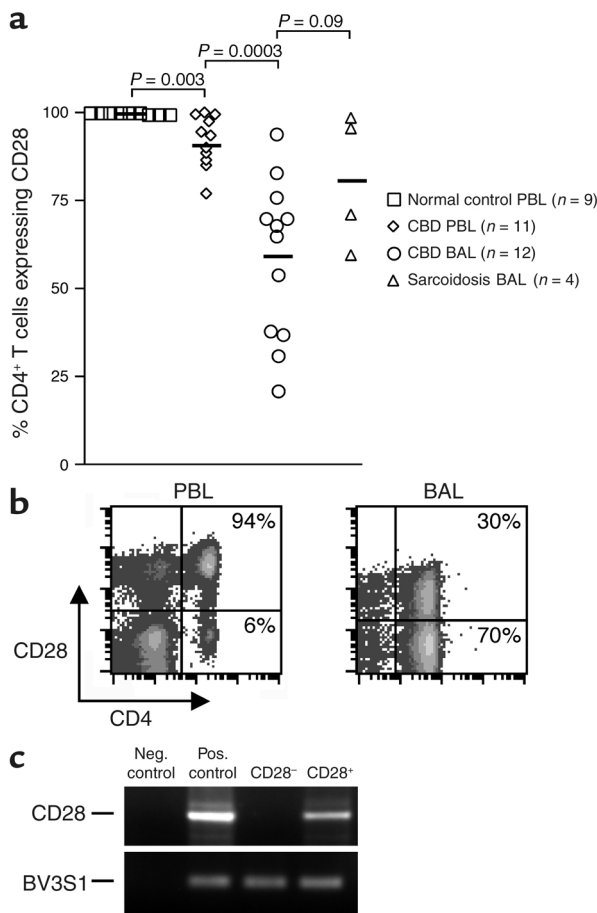 a
P = 0.09
P = 0.0003
P = 0.003
% CD4⁺ T cells expressing CD28
100
75
50
25
0
Normal control PBL (n = 9)
CBD PBL (n = 11)
CBD BAL (n = 12)
Sarcoidosis BAL (n = 4)
b
PBL
BAL
94%
6%
30%
70%
CD28
CD4
c
Neg.
control
Pos.
control
CD28⁻
CD28⁺
CD28
BV3S1